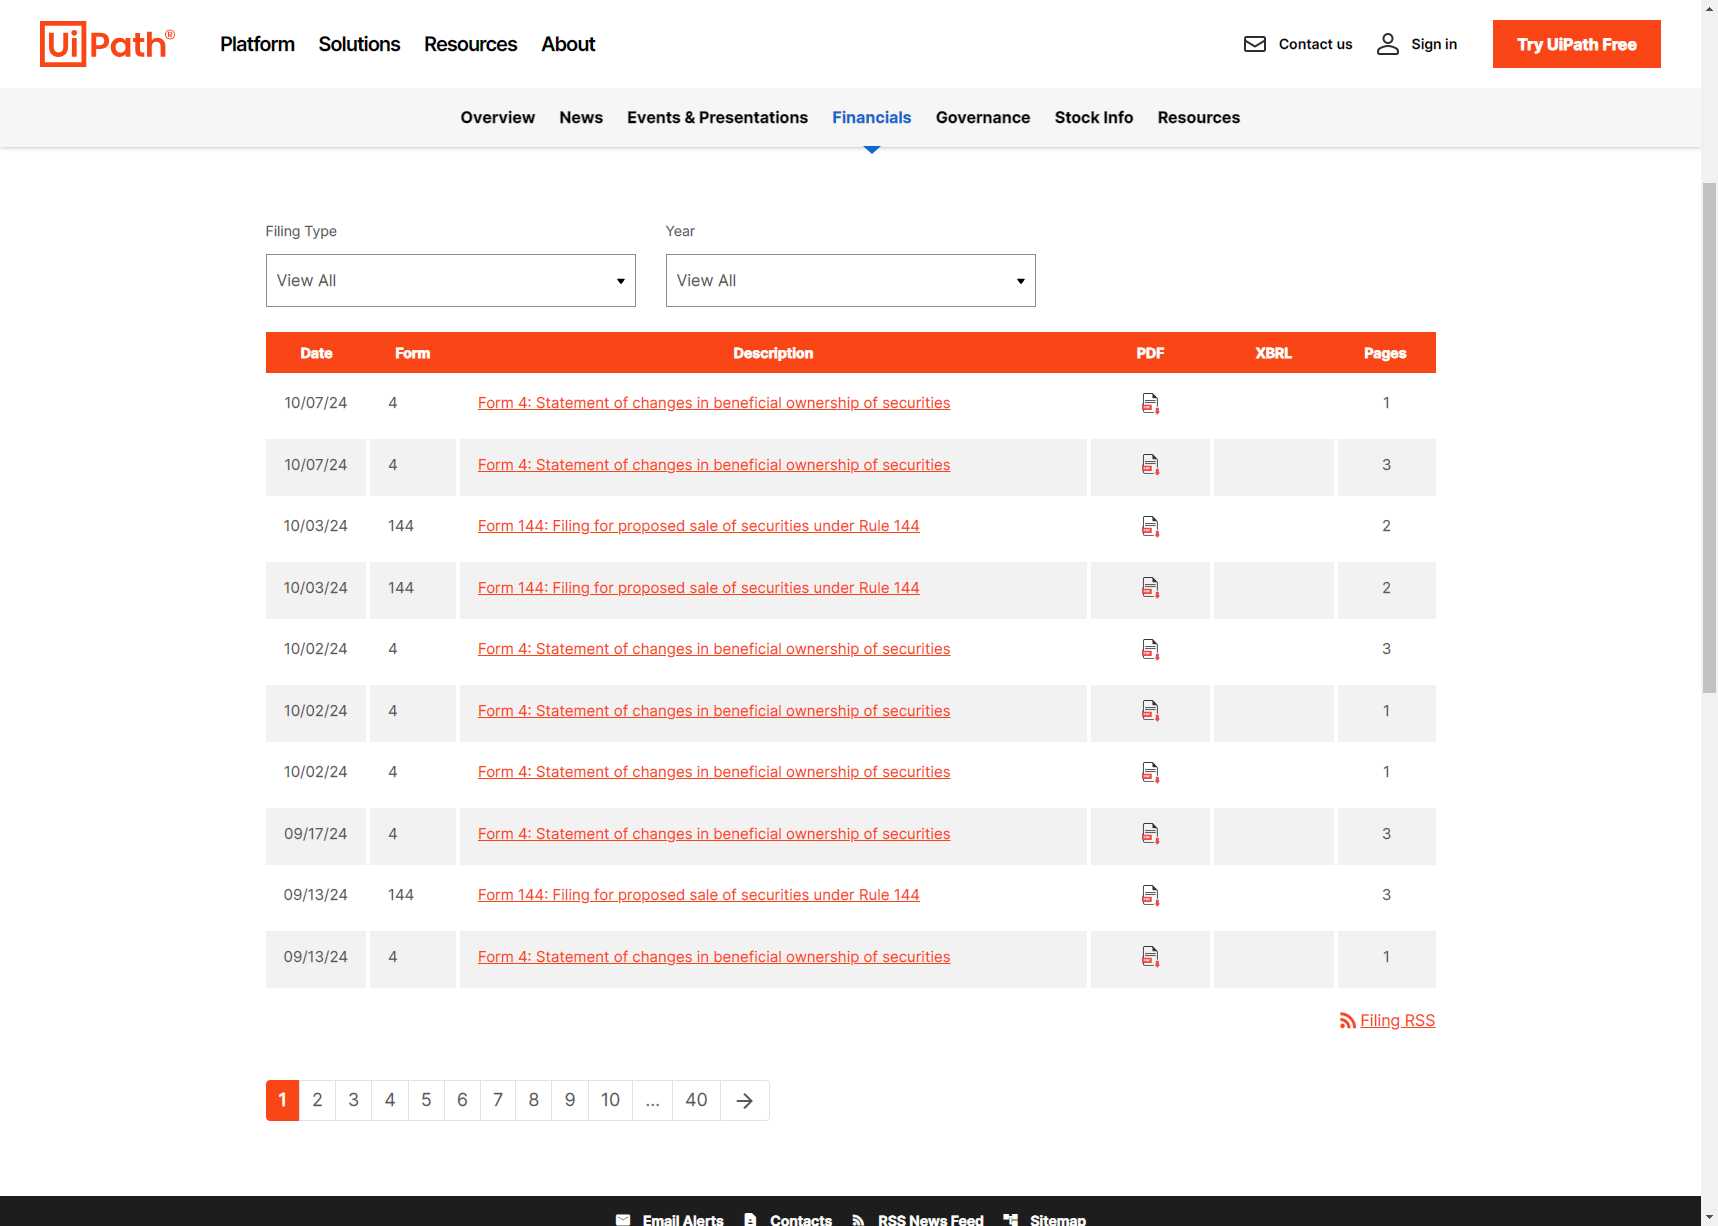 UiPath® Platform Solutions Resources About Contact us Sign in Try UiPath Free
Overview News Events & Presentations Financials Governance Stock Info Resources
Filing Type Year
View All View All
Date Form Description PDF XBRL Pages
10/07/24 4 Form 4: Statement of changes in beneficial ownership of securities 1
10/07/24 4 Form 4: Statement of changes in beneficial ownership of securities 3
10/03/24 144 Form 144: Filing for proposed sale of securities under Rule 144 2
10/03/24 144 Form 144: Filing for proposed sale of securities under Rule 144 2
10/02/24 4 Form 4: Statement of changes in beneficial ownership of securities 3
10/02/24 4 Form 4: Statement of changes in beneficial ownership of securities 1
10/02/24 4 Form 4: Statement of changes in beneficial ownership of securities 1
09/17/24 4 Form 4: Statement of changes in beneficial ownership of securities 3
09/13/24 144 Form 144: Filing for proposed sale of securities under Rule 144 3
09/13/24 4 Form 4: Statement of changes in beneficial ownership of securities 1
Filing RSS
1 2 3 4 5 6 7 8 9 10 ... 40
Email Alerts Contacts RSS News Feed Sitemap